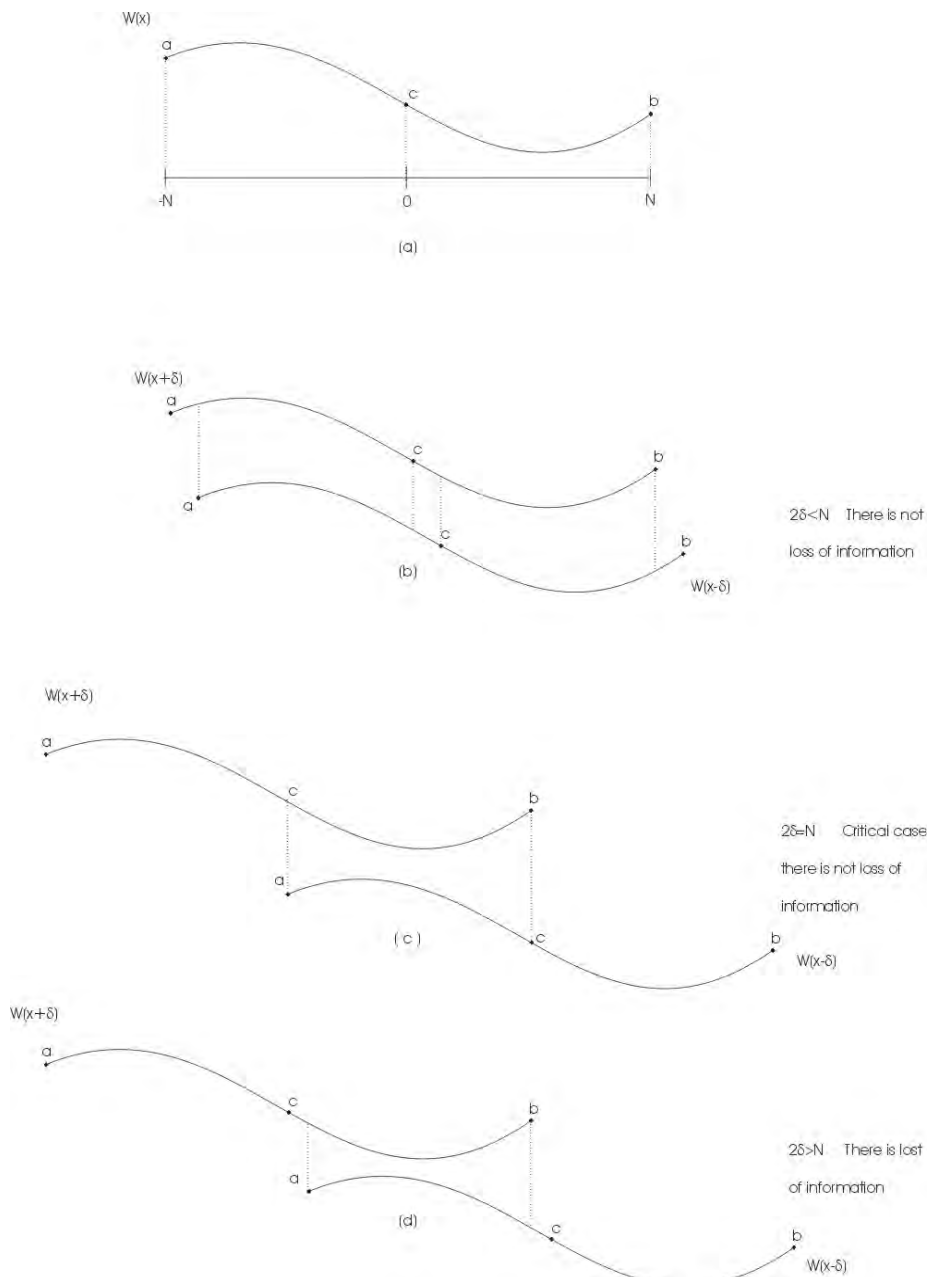 W(x)
a
c
b
-N
0
N
(a)
W(x+δ)
a
c
b
a
c
b
(b)
W(x-δ)
2δ<N There is not
loss of information
W(x+δ)
a
c
b
a
c
b
(c)
W(x-δ)
2δ=N Critical case
there is not loss of
information
W(x+δ)
a
c
b
a
c
b
(d)
W(x-δ)
2δ>N There is lost
of information